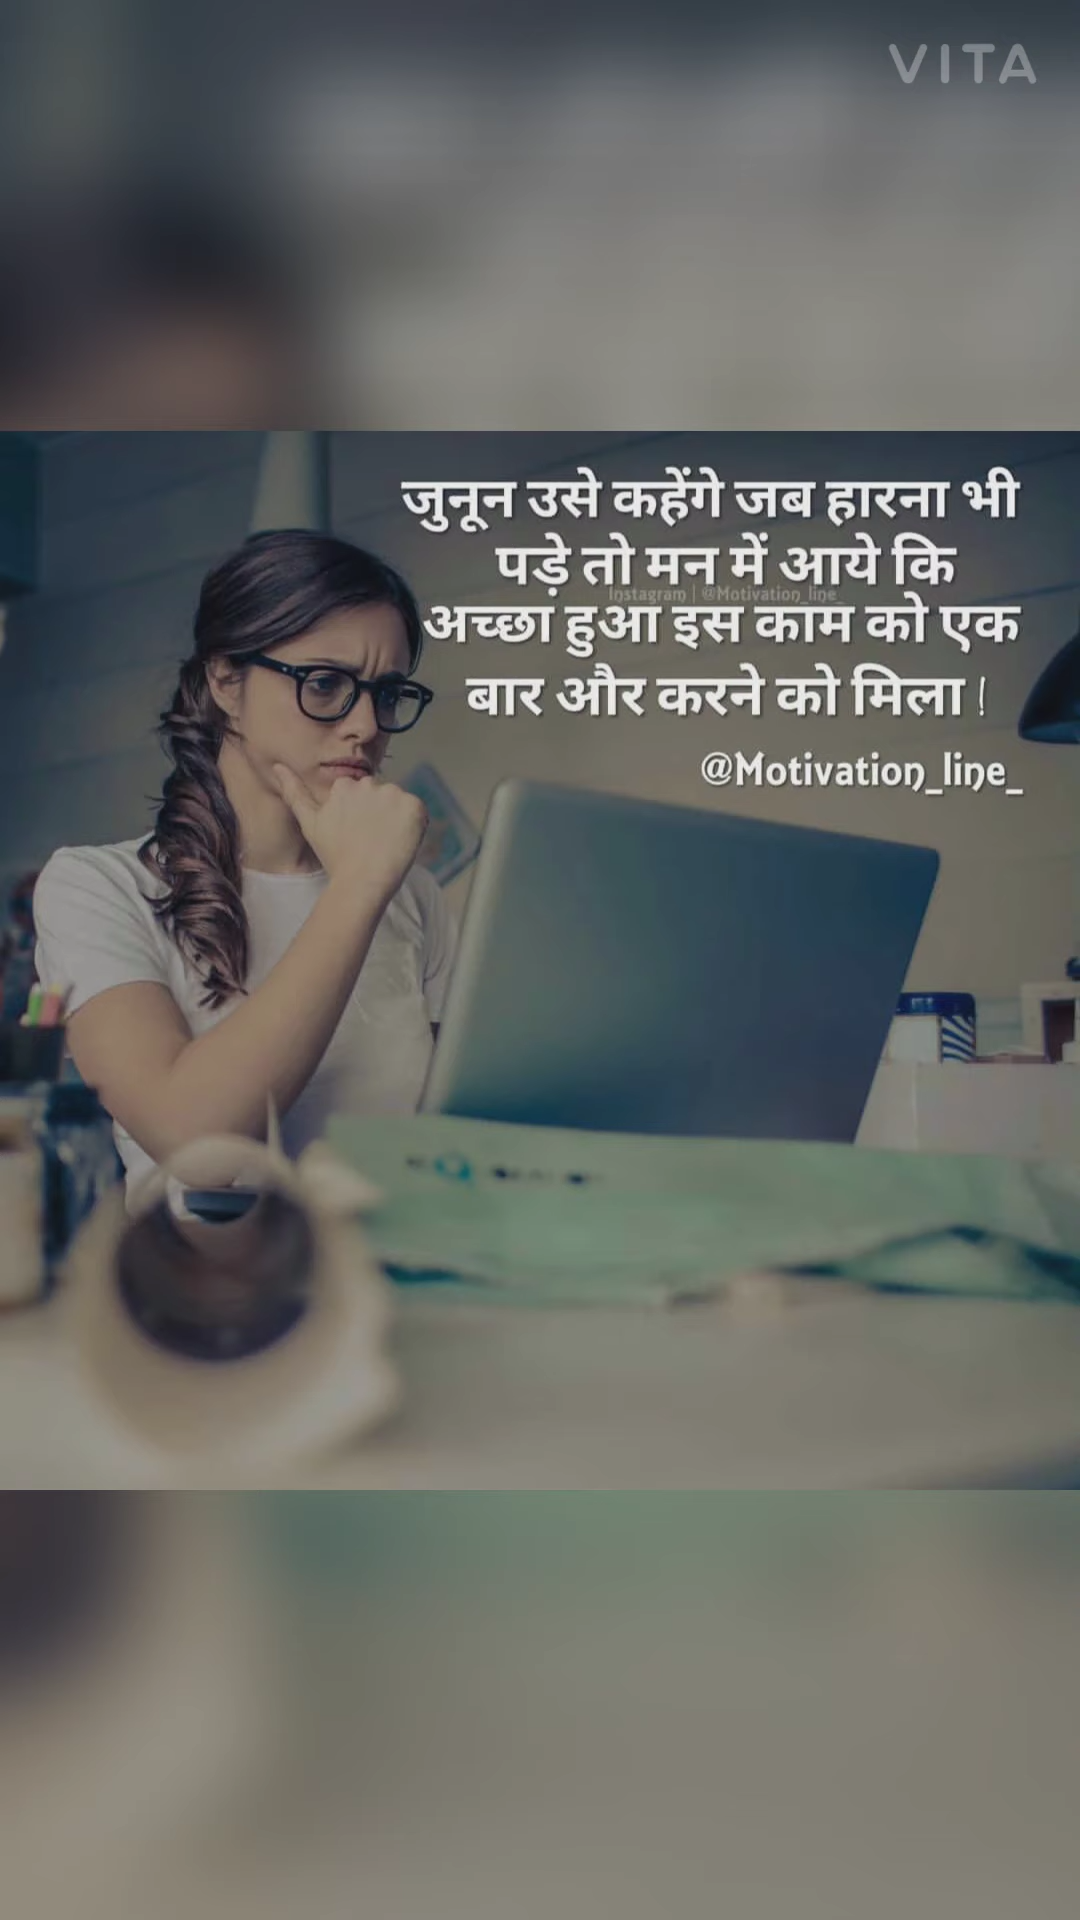 VITA
जुनून उसे कहेंगे जब हारना भी
पड़े तो मन में आये कि
Instagram | @Motivation_line_
अच्छा हुआ इस काम को एक
बार और करने को मिला !
@Motivation_line_